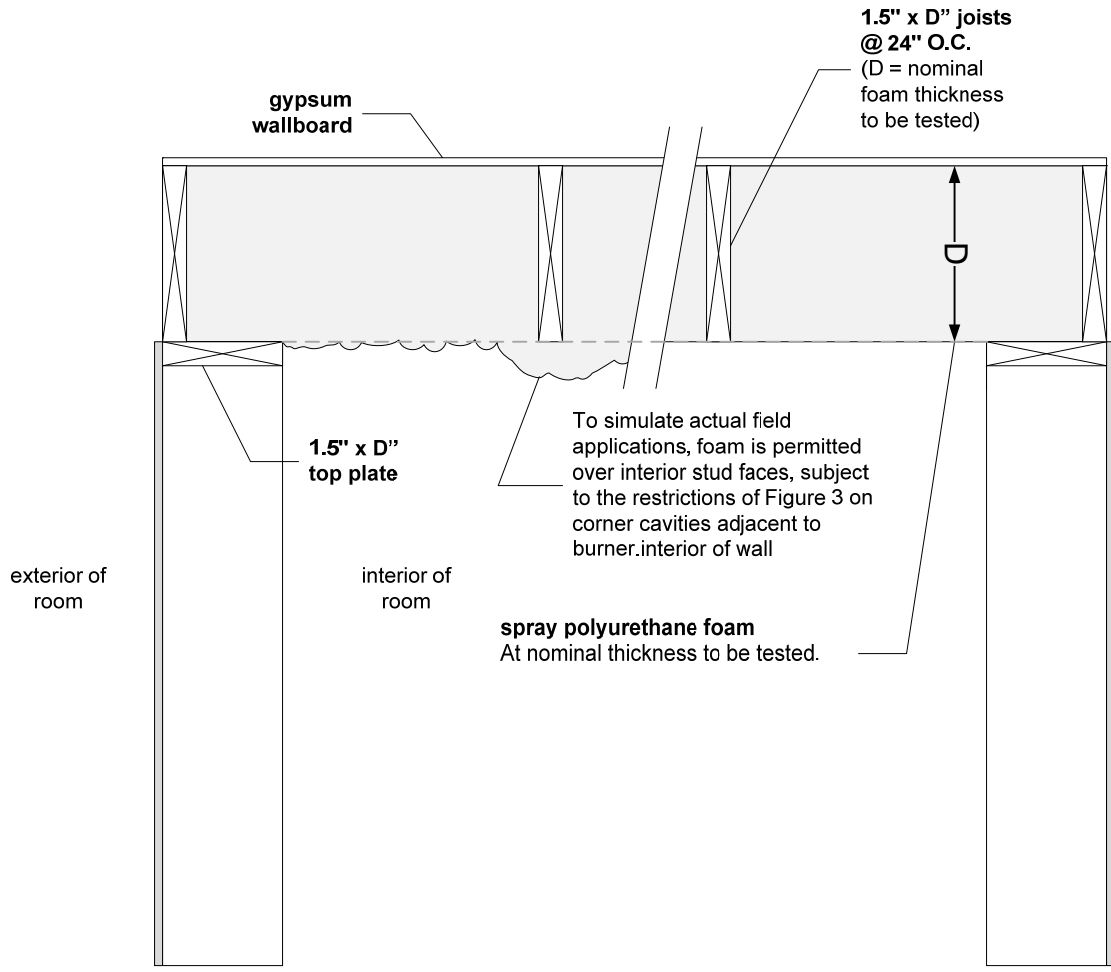 1.5" x D” joists
@ 24" O.C.
(D = nominal
foam thickness
to be tested)
gypsum
wallboard
D
To simulate actual field
applications, foam is permitted
over interior stud faces, subject
to the restrictions of Figure 3 on
corner cavities adjacent to
burner.interior of wall
1.5" x D”
top plate
exterior of
room
interior of
room
spray polyurethane foam
At nominal thickness to be tested.